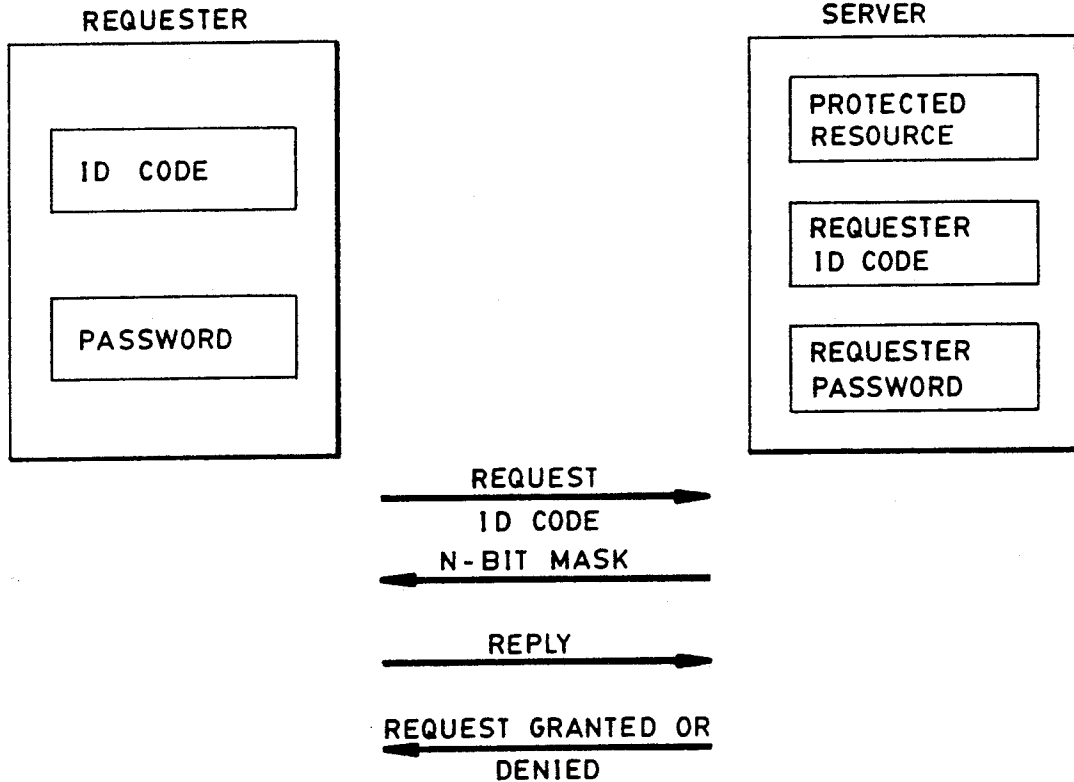 REQUESTER
SERVER
ID CODE
PASSWORD
PROTECTED
RESOURCE
REQUESTER
ID CODE
REQUESTER
PASSWORD
REQUEST
ID CODE
N-BIT MASK
REPLY
REQUEST GRANTED OR
DENIED